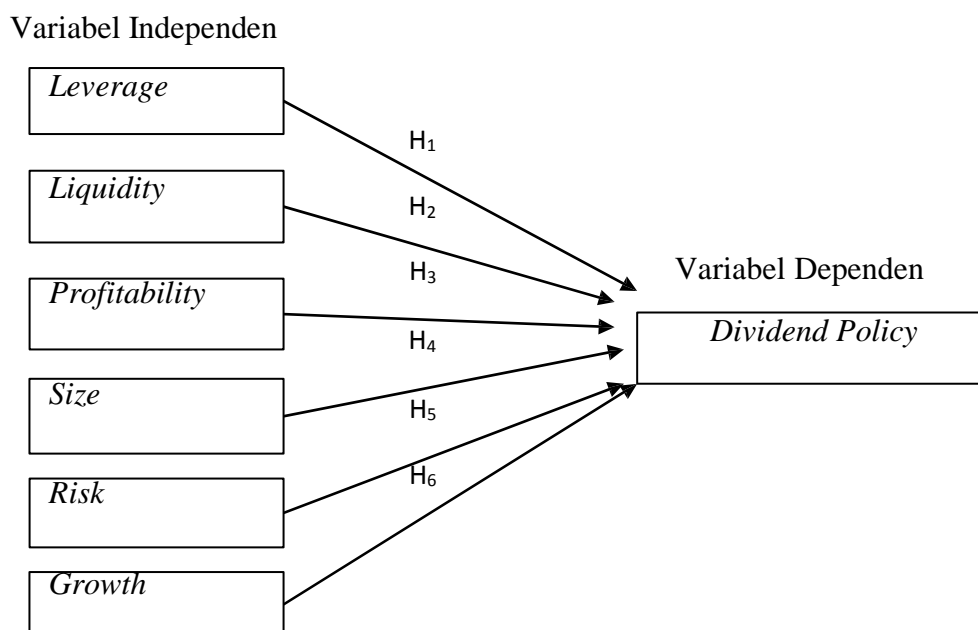 Variabel Independen
Leverage
H₁
Liquidity
H₂
H₃
Variabel Dependen
Profitability
Dividend Policy
H₄
Size
H₅
H₆
Risk
Growth